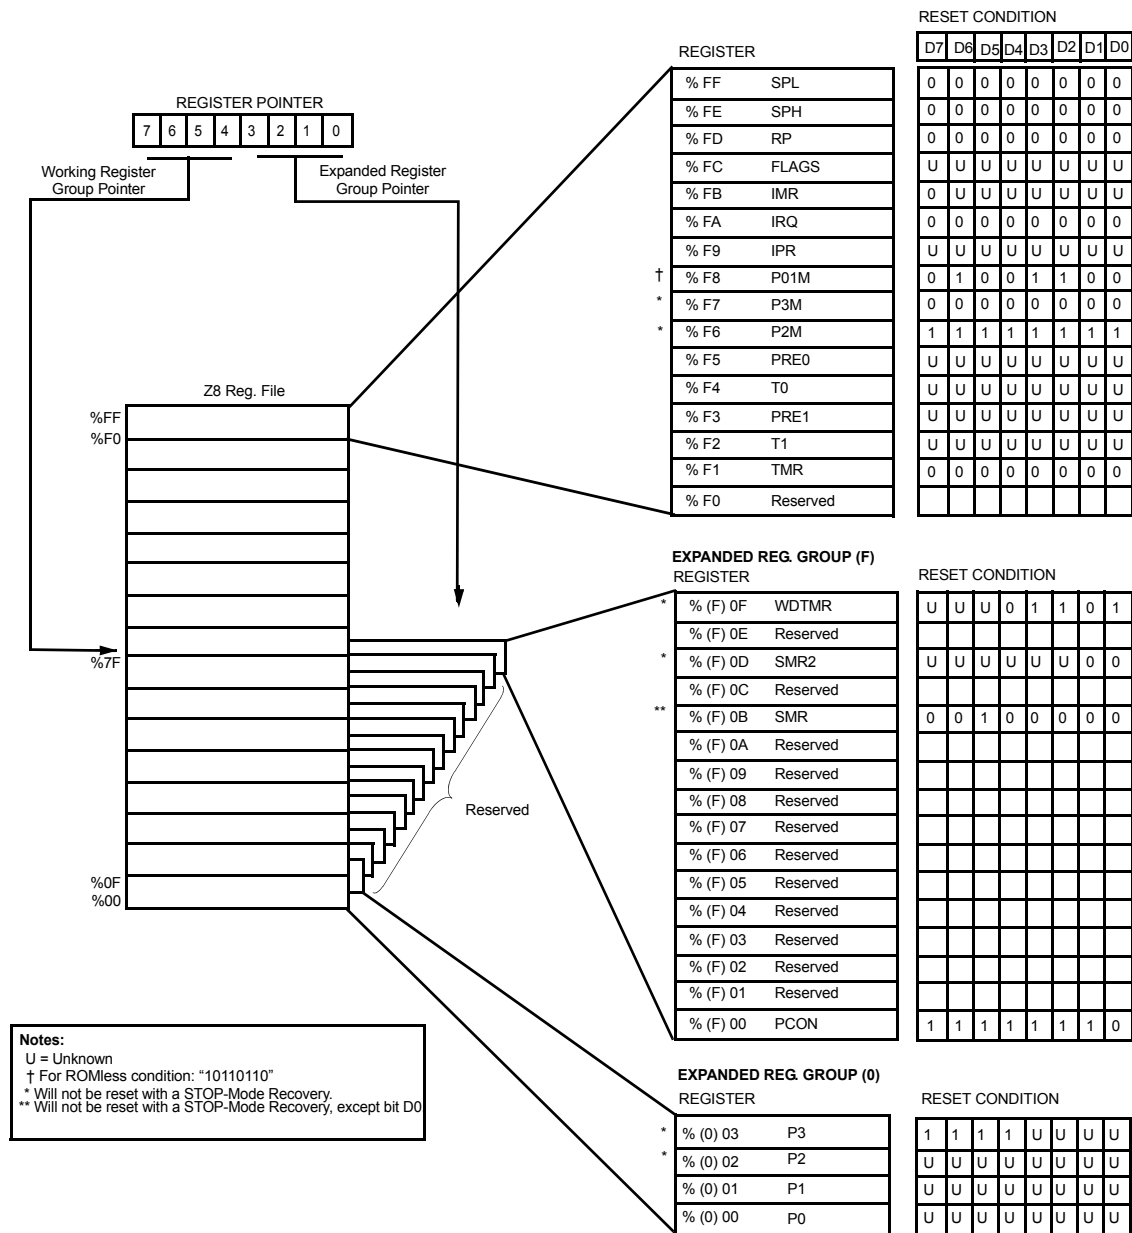 REGISTER POINTER
7 6 5 4 3 2 1 0
Working Register
Group Pointer
Expanded Register
Group Pointer
Z8 Reg. File
%FF
%F0
%7F
%0F
%00
Reserved
REGISTER
RESET CONDITION
D7 D6 D5 D4 D3 D2 D1 D0
% FF SPL 0 0 0 0 0 0 0 0
% FE SPH 0 0 0 0 0 0 0 0
% FD RP 0 0 0 0 0 0 0 0
% FC FLAGS U U U U U U U U
% FB IMR 0 U U U U U U U
% FA IRQ 0 0 0 0 0 0 0 0
% F9 IPR U U U U U U U U
† % F8 P01M 0 1 0 0 1 1 0 0
* % F7 P3M 0 0 0 0 0 0 0 0
* % F6 P2M 1 1 1 1 1 1 1 1
% F5 PRE0 U U U U U U U U
% F4 T0 U U U U U U U U
% F3 PRE1 U U U U U U U U
% F2 T1 U U U U U U U U
% F1 TMR 0 0 0 0 0 0 0 0
% F0 Reserved
EXPANDED REG. GROUP (F)
REGISTER
RESET CONDITION
* % (F) 0F WDTMR U U U 0 1 1 0 1
% (F) 0E Reserved
* % (F) 0D SMR2 U U U U U U 0 0
% (F) 0C Reserved
** % (F) 0B SMR 0 0 1 0 0 0 0 0
% (F) 0A Reserved
% (F) 09 Reserved
% (F) 08 Reserved
% (F) 07 Reserved
% (F) 06 Reserved
% (F) 05 Reserved
% (F) 04 Reserved
% (F) 03 Reserved
% (F) 02 Reserved
% (F) 01 Reserved
% (F) 00 PCON 1 1 1 1 1 1 1 0
EXPANDED REG. GROUP (0)
REGISTER
RESET CONDITION
* % (0) 03 P3 1 1 1 1 U U U U
* % (0) 02 P2 U U U U U U U U
% (0) 01 P1 U U U U U U U U
% (0) 00 P0 U U U U U U U U
Notes:
U = Unknown
† For ROMless condition: “10110110”
* Will not be reset with a STOP-Mode Recovery.
** Will not be reset with a STOP-Mode Recovery, except bit D0